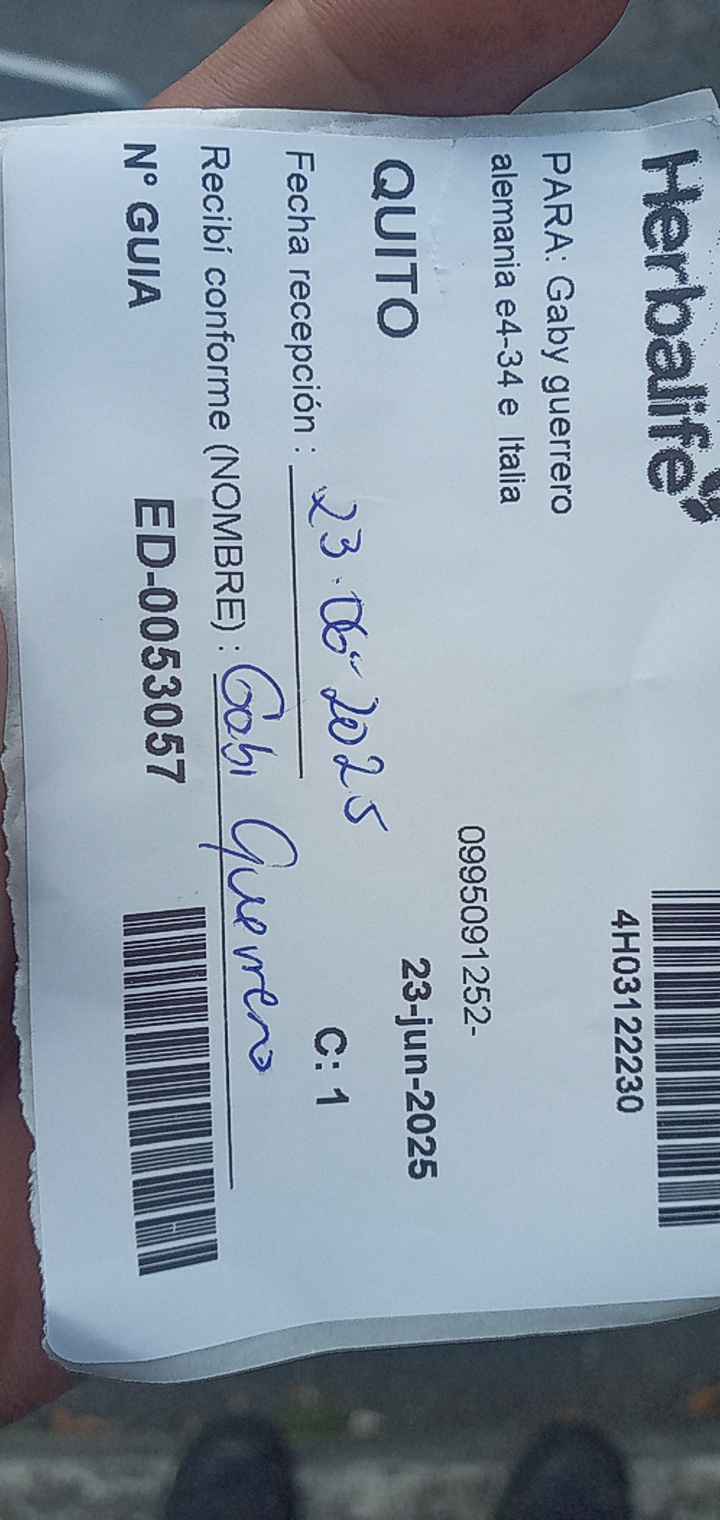 Herbalife
4H03122230
PARA: Gaby guerrero
alemania e4-34 e Italia
0995091252-
QUITO 23-jun-2025
Fecha recepción : 23-06-2025 C: 1
Recibí conforme (NOMBRE) : Gabi Guerrero
N° GUIA ED-0053057